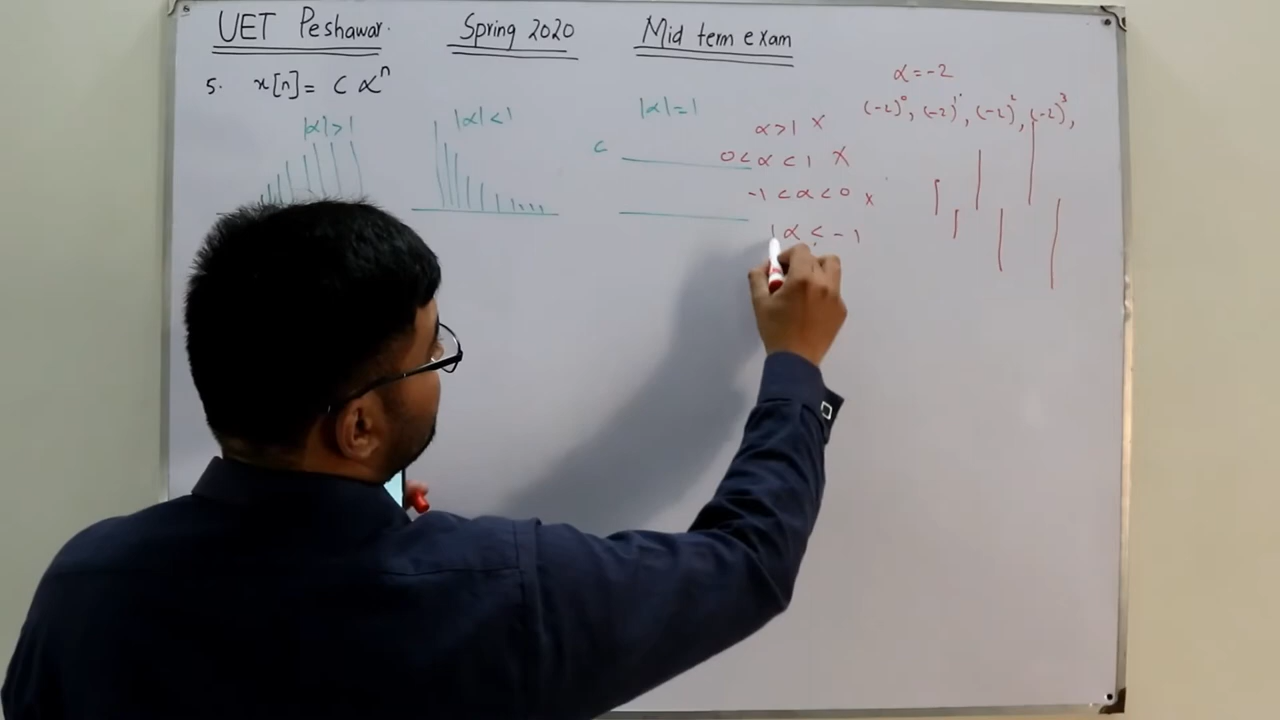 UET Peshawar. Spring 2020 Mid term exam
5. x[n] = C α^n
|α| > 1
|α| < 1
|α| = 1
C
α > 1 X
0 < α < 1 X
-1 < α < 0 x
α < -1
α = -2
(-2)^0, (-2)^1, (-2)^2, (-2)^3,